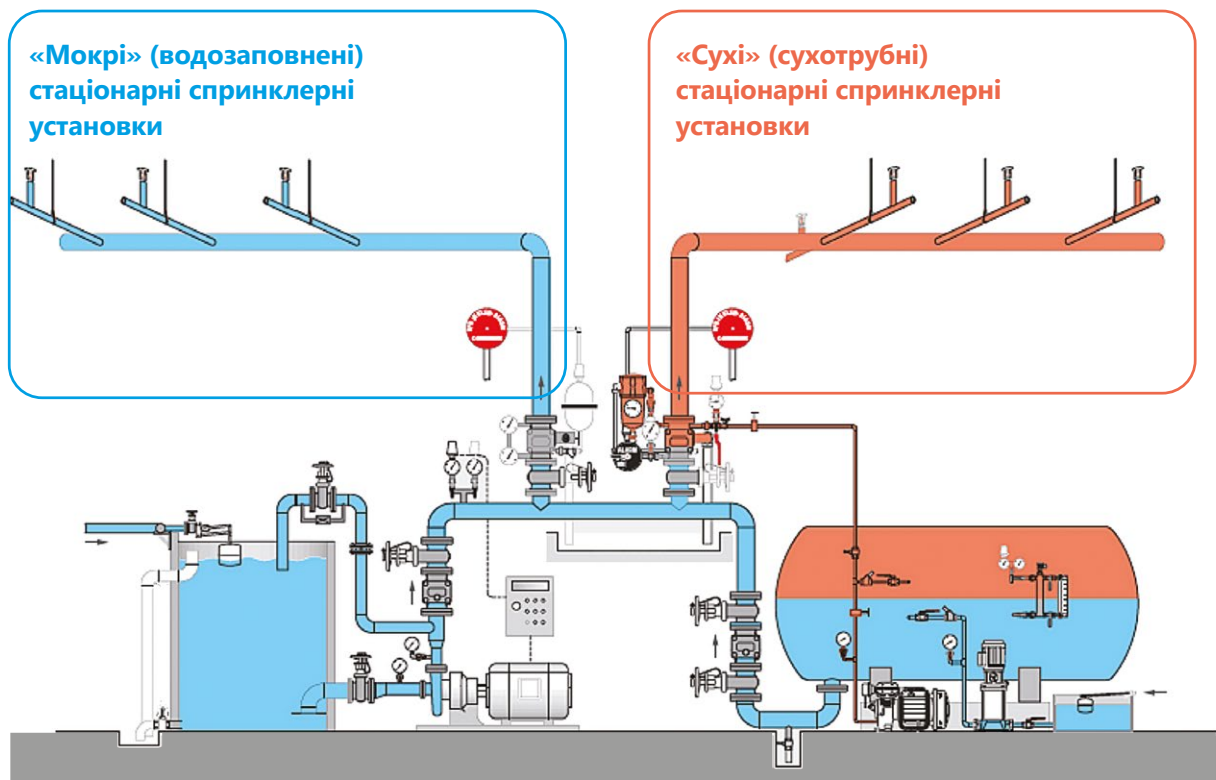 «Мокрі» (водозаповнені)
стаціонарні спринклерні
установки
«Сухі» (сухотрубні)
стаціонарні спринклерні
установки